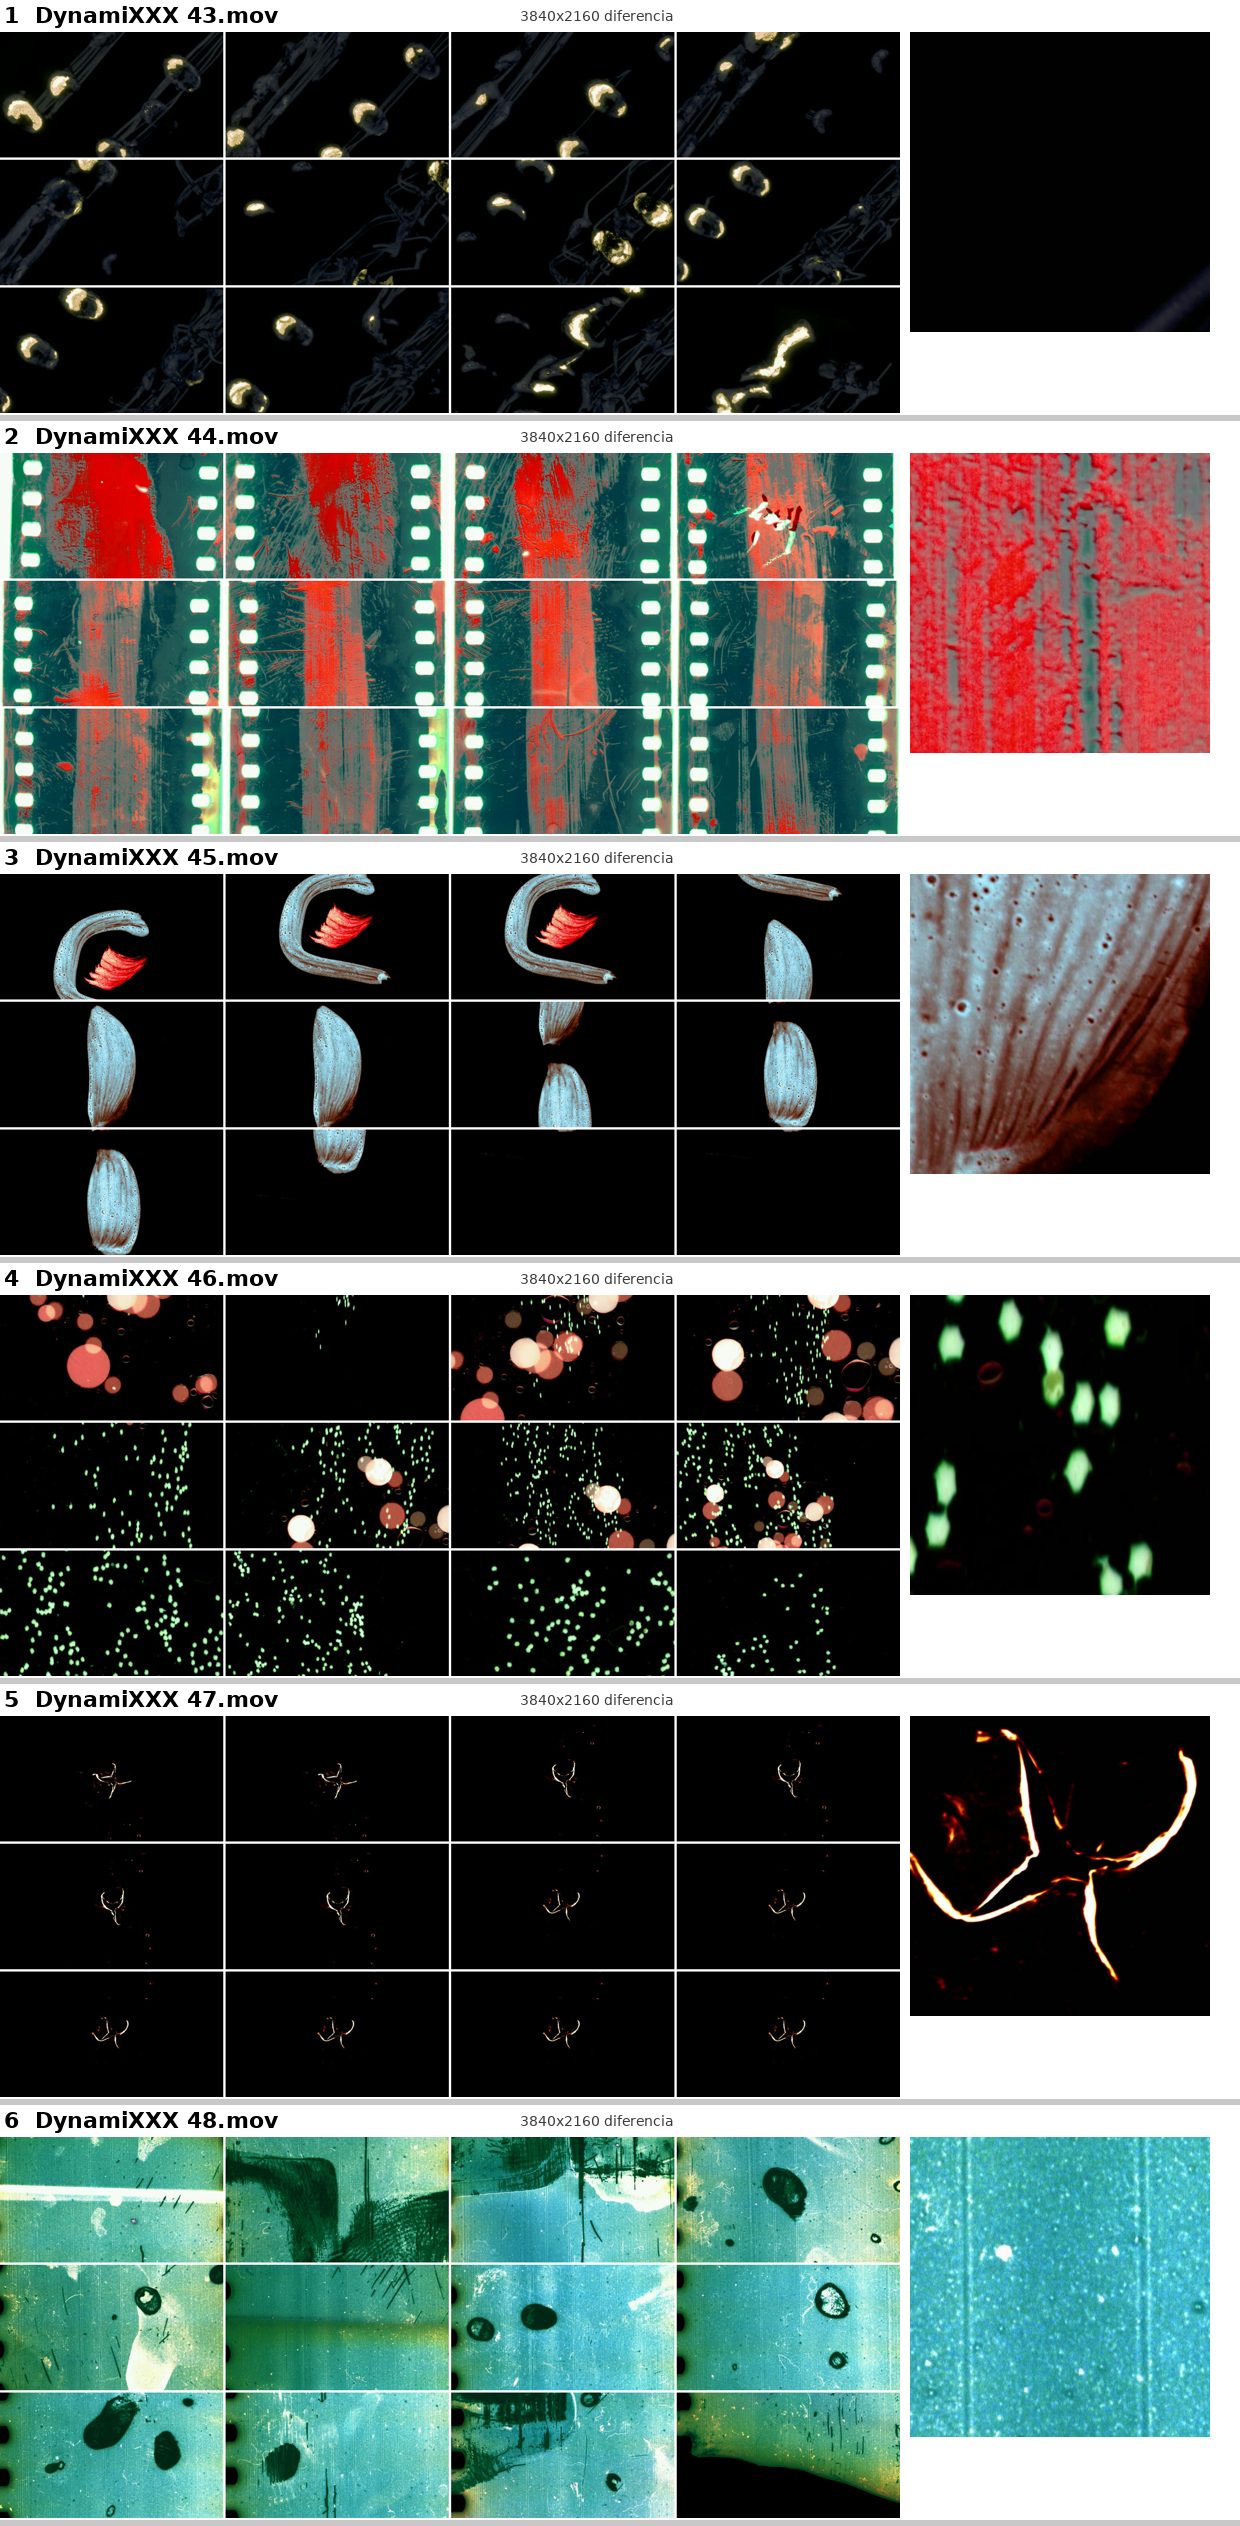 1 DynamiXXX 43.mov 3840x2160 diferencia
2 DynamiXXX 44.mov 3840x2160 diferencia
3 DynamiXXX 45.mov 3840x2160 diferencia
4 DynamiXXX 46.mov 3840x2160 diferencia
5 DynamiXXX 47.mov 3840x2160 diferencia
6 DynamiXXX 48.mov 3840x2160 diferencia